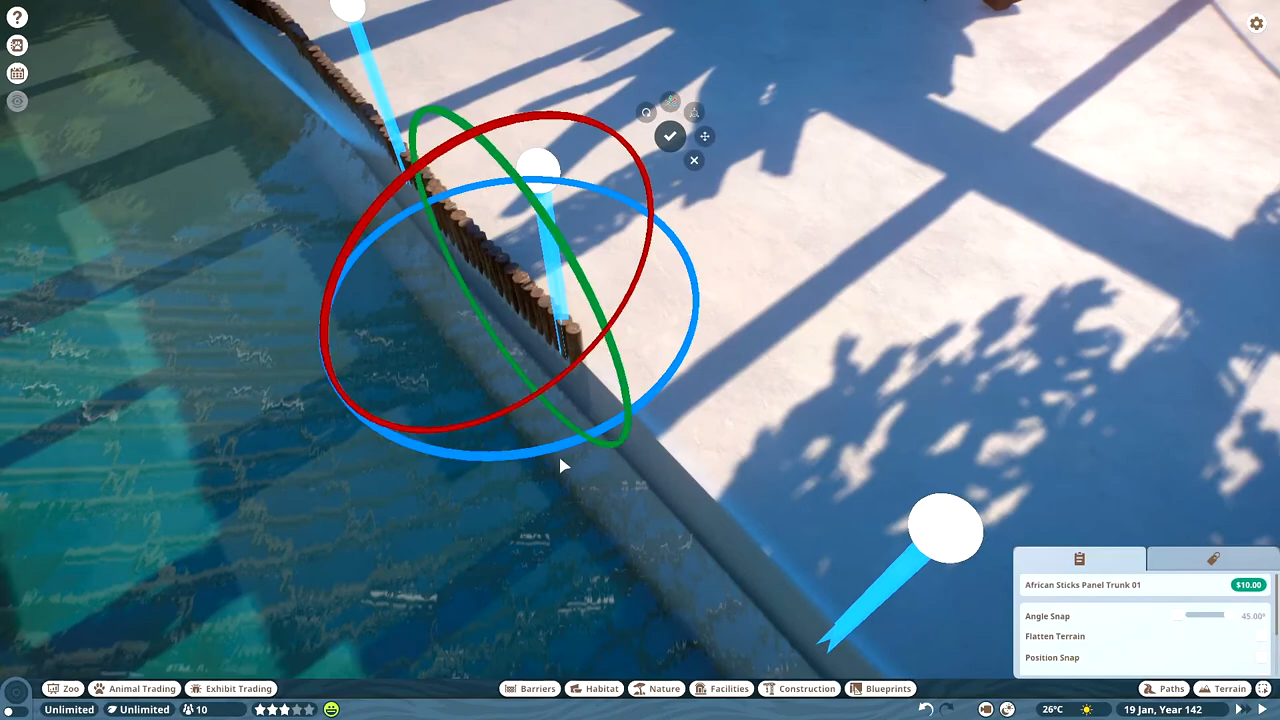 African Sticks Panel Trunk 01
$10.00
Angle Snap
45.00°
Flatten Terrain
Position Snap
Zoo
Animal Trading
Exhibit Trading
Barriers
Habitat
Nature
Facilities
Construction
Blueprints
Paths
Terrain
Unlimited
Unlimited
10
26°C
19 Jan, Year 142